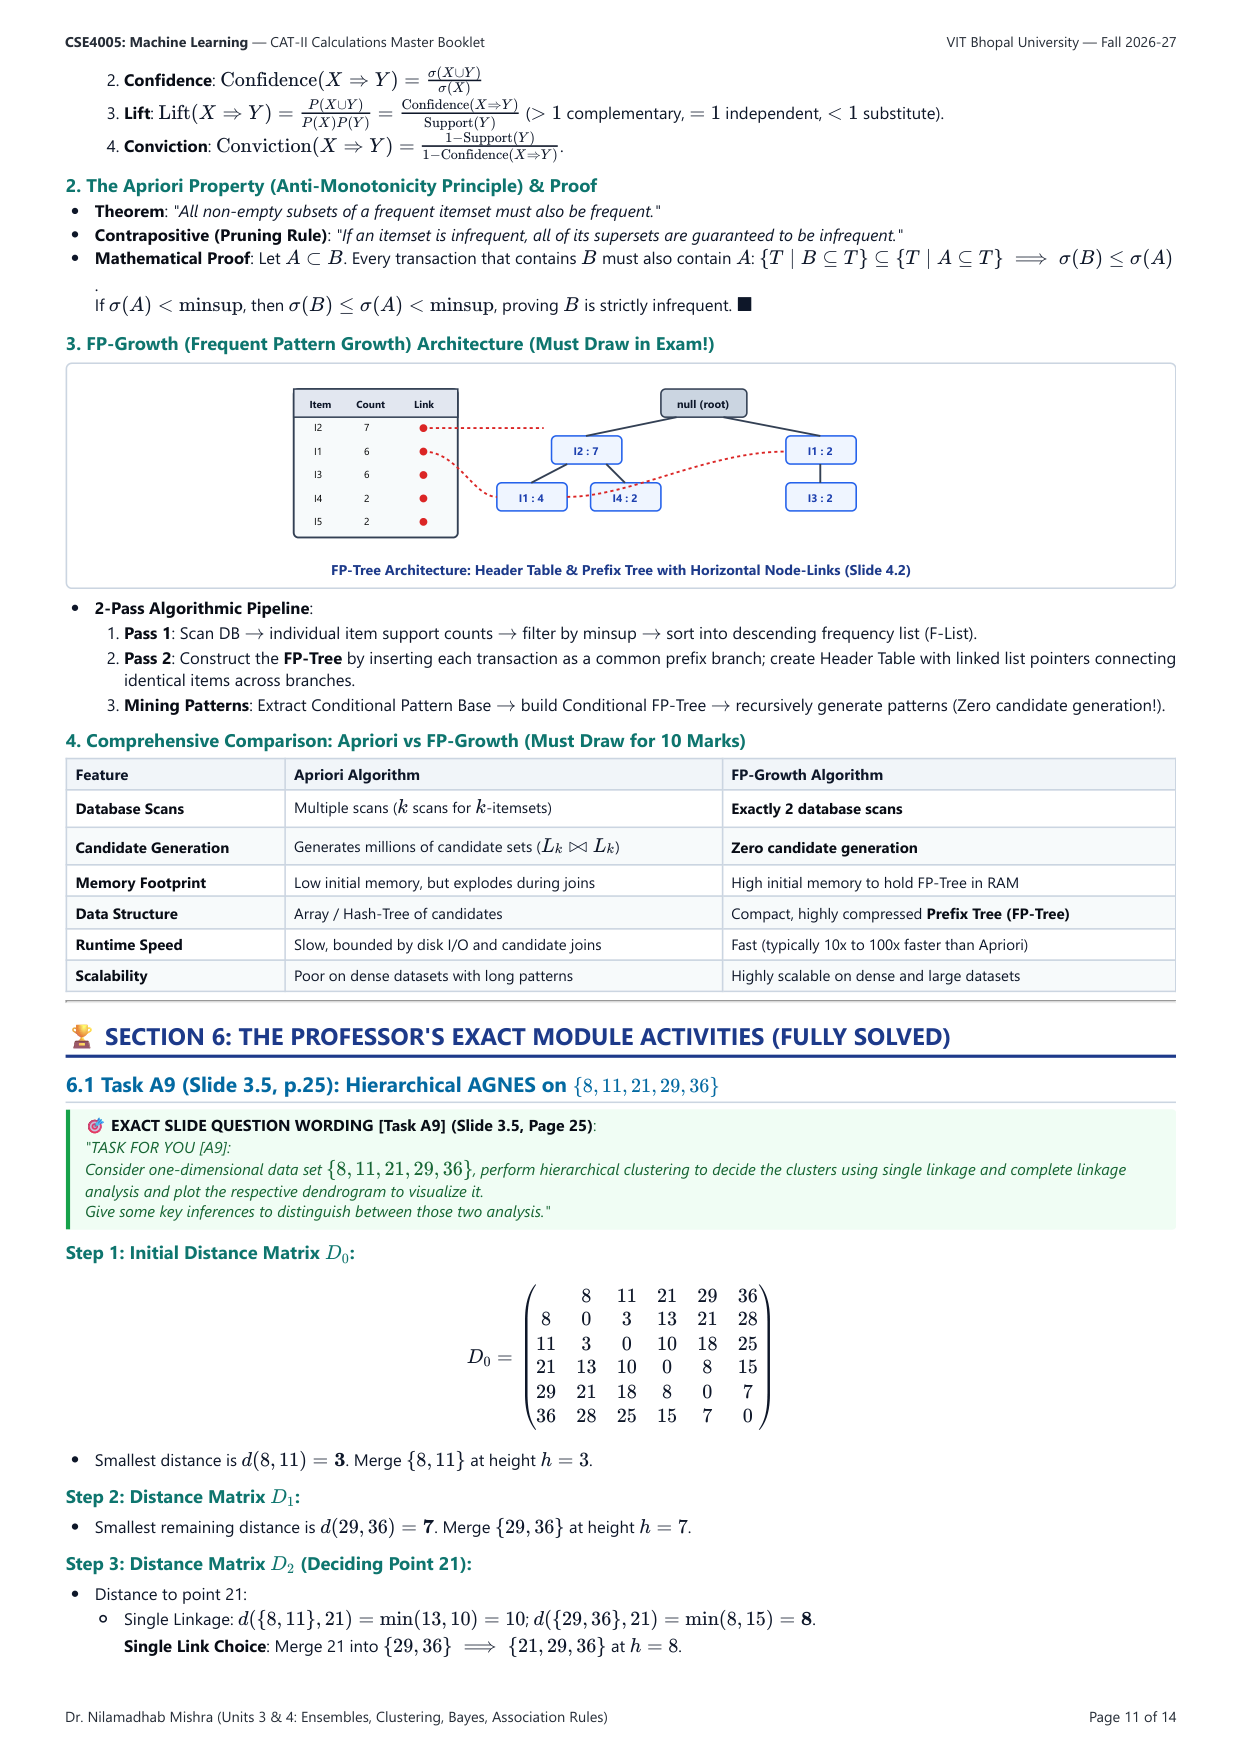 CSE4005: Machine Learning — CAT-II Calculations Master Booklet
VIT Bhopal University — Fall 2026-27
2. Confidence: Confidence(X ⇒ Y) = σ(X∪Y)/σ(X)
3. Lift: Lift(X ⇒ Y) = P(X∪Y)/P(X)P(Y) = Confidence(X⇒Y)/Support(Y) (> 1 complementary, = 1 independent, < 1 substitute).
4. Conviction: Conviction(X ⇒ Y) = 1−Support(Y)/1−Confidence(X⇒Y).
2. The Apriori Property (Anti-Monotonicity Principle) & Proof
• Theorem: "All non-empty subsets of a frequent itemset must also be frequent."
• Contrapositive (Pruning Rule): "If an itemset is infrequent, all of its supersets are guaranteed to be infrequent."
• Mathematical Proof: Let A ⊂ B. Every transaction that contains B must also contain A: {T | B ⊆ T} ⊆ {T | A ⊆ T} ⟹ σ(B) ≤ σ(A)
.
If σ(A) < minsup, then σ(B) ≤ σ(A) < minsup, proving B is strictly infrequent. ■
3. FP-Growth (Frequent Pattern Growth) Architecture (Must Draw in Exam!)
Item Count Link
I2 7
I1 6
I3 6
I4 2
I5 2
null (root)
I2 : 7
I1 : 2
I1 : 4
I4 : 2
I3 : 2
FP-Tree Architecture: Header Table & Prefix Tree with Horizontal Node-Links (Slide 4.2)
• 2-Pass Algorithmic Pipeline:
1. Pass 1: Scan DB → individual item support counts → filter by minsup → sort into descending frequency list (F-List).
2. Pass 2: Construct the FP-Tree by inserting each transaction as a common prefix branch; create Header Table with linked list pointers connecting
identical items across branches.
3. Mining Patterns: Extract Conditional Pattern Base → build Conditional FP-Tree → recursively generate patterns (Zero candidate generation!).
4. Comprehensive Comparison: Apriori vs FP-Growth (Must Draw for 10 Marks)
Feature Apriori Algorithm FP-Growth Algorithm
Database Scans Multiple scans (k scans for k-itemsets) Exactly 2 database scans
Candidate Generation Generates millions of candidate sets (Lₖ ⋈ Lₖ) Zero candidate generation
Memory Footprint Low initial memory, but explodes during joins High initial memory to hold FP-Tree in RAM
Data Structure Array / Hash-Tree of candidates Compact, highly compressed Prefix Tree (FP-Tree)
Runtime Speed Slow, bounded by disk I/O and candidate joins Fast (typically 10x to 100x faster than Apriori)
Scalability Poor on dense datasets with long patterns Highly scalable on dense and large datasets
🏆 SECTION 6: THE PROFESSOR'S EXACT MODULE ACTIVITIES (FULLY SOLVED)
6.1 Task A9 (Slide 3.5, p.25): Hierarchical AGNES on {8, 11, 21, 29, 36}
🎯 EXACT SLIDE QUESTION WORDING [Task A9] (Slide 3.5, Page 25):
"TASK FOR YOU [A9]:
Consider one-dimensional data set {8, 11, 21, 29, 36}, perform hierarchical clustering to decide the clusters using single linkage and complete linkage
analysis and plot the respective dendrogram to visualize it.
Give some key inferences to distinguish between those two analysis."
Step 1: Initial Distance Matrix D₀:
8 11 21 29 36
8 0 3 13 21 28
11 3 0 10 18 25
D₀ =
21 13 10 0 8 15
29 21 18 8 0 7
36 28 25 15 7 0
• Smallest distance is d(8, 11) = 3. Merge {8, 11} at height h = 3.
Step 2: Distance Matrix D₁:
• Smallest remaining distance is d(29, 36) = 7. Merge {29, 36} at height h = 7.
Step 3: Distance Matrix D₂ (Deciding Point 21):
• Distance to point 21:
○ Single Linkage: d({8, 11}, 21) = min(13, 10) = 10; d({29, 36}, 21) = min(8, 15) = 8.
Single Link Choice: Merge 21 into {29, 36} ⟹ {21, 29, 36} at h = 8.
Dr. Nilamadhab Mishra (Units 3 & 4: Ensembles, Clustering, Bayes, Association Rules)
Page 11 of 14